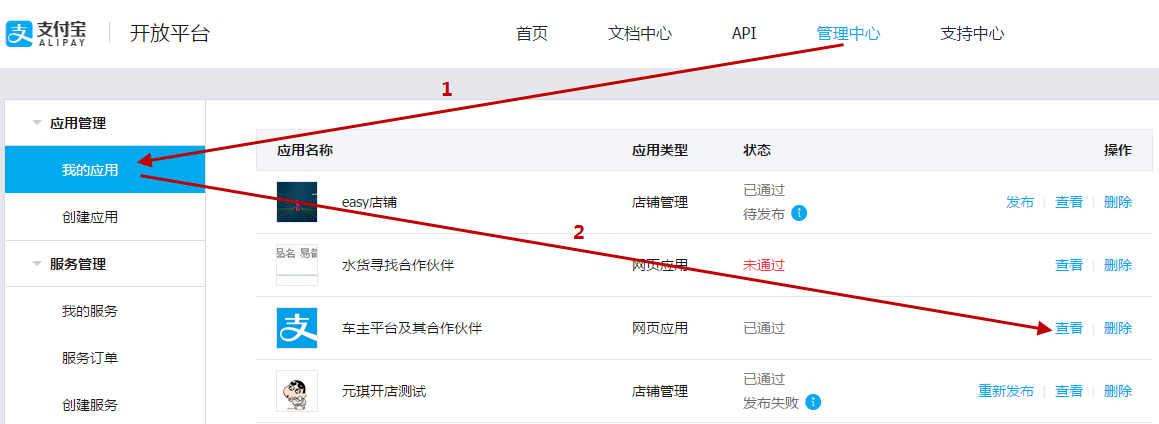 支付宝 开放平台 首页 文档中心 API 管理中心 支持中心
ALIPAY
1
应用管理
我的应用
创建应用
服务管理
我的服务
服务订单
创建服务
应用名称 应用类型 状态 操作
easy店铺 店铺管理 已通过 发布 查看 删除
待发布
2
品名 易普
水货寻找合作伙伴 网页应用 未通过 查看 删除
支
车主平台及其合作伙伴 网页应用 已通过 查看 删除
元琪开店测试 店铺管理 已通过 重新发布 查看 删除
发布失败